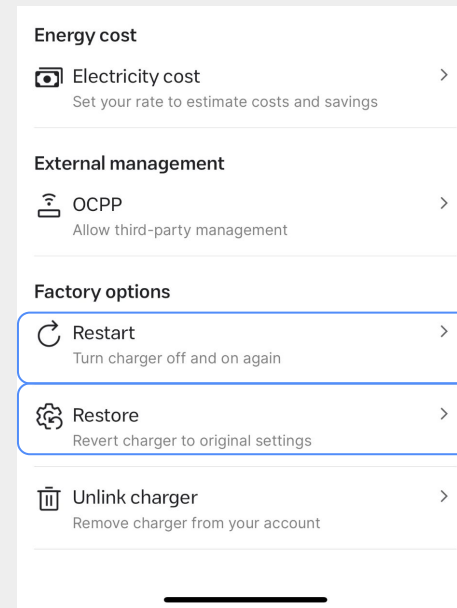 Energy cost
Electricity cost
Set your rate to estimate costs and savings
External management
OCPP
Allow third-party management
Factory options
Restart
Turn charger off and on again
Restore
Revert charger to original settings
Unlink charger
Remove charger from your account